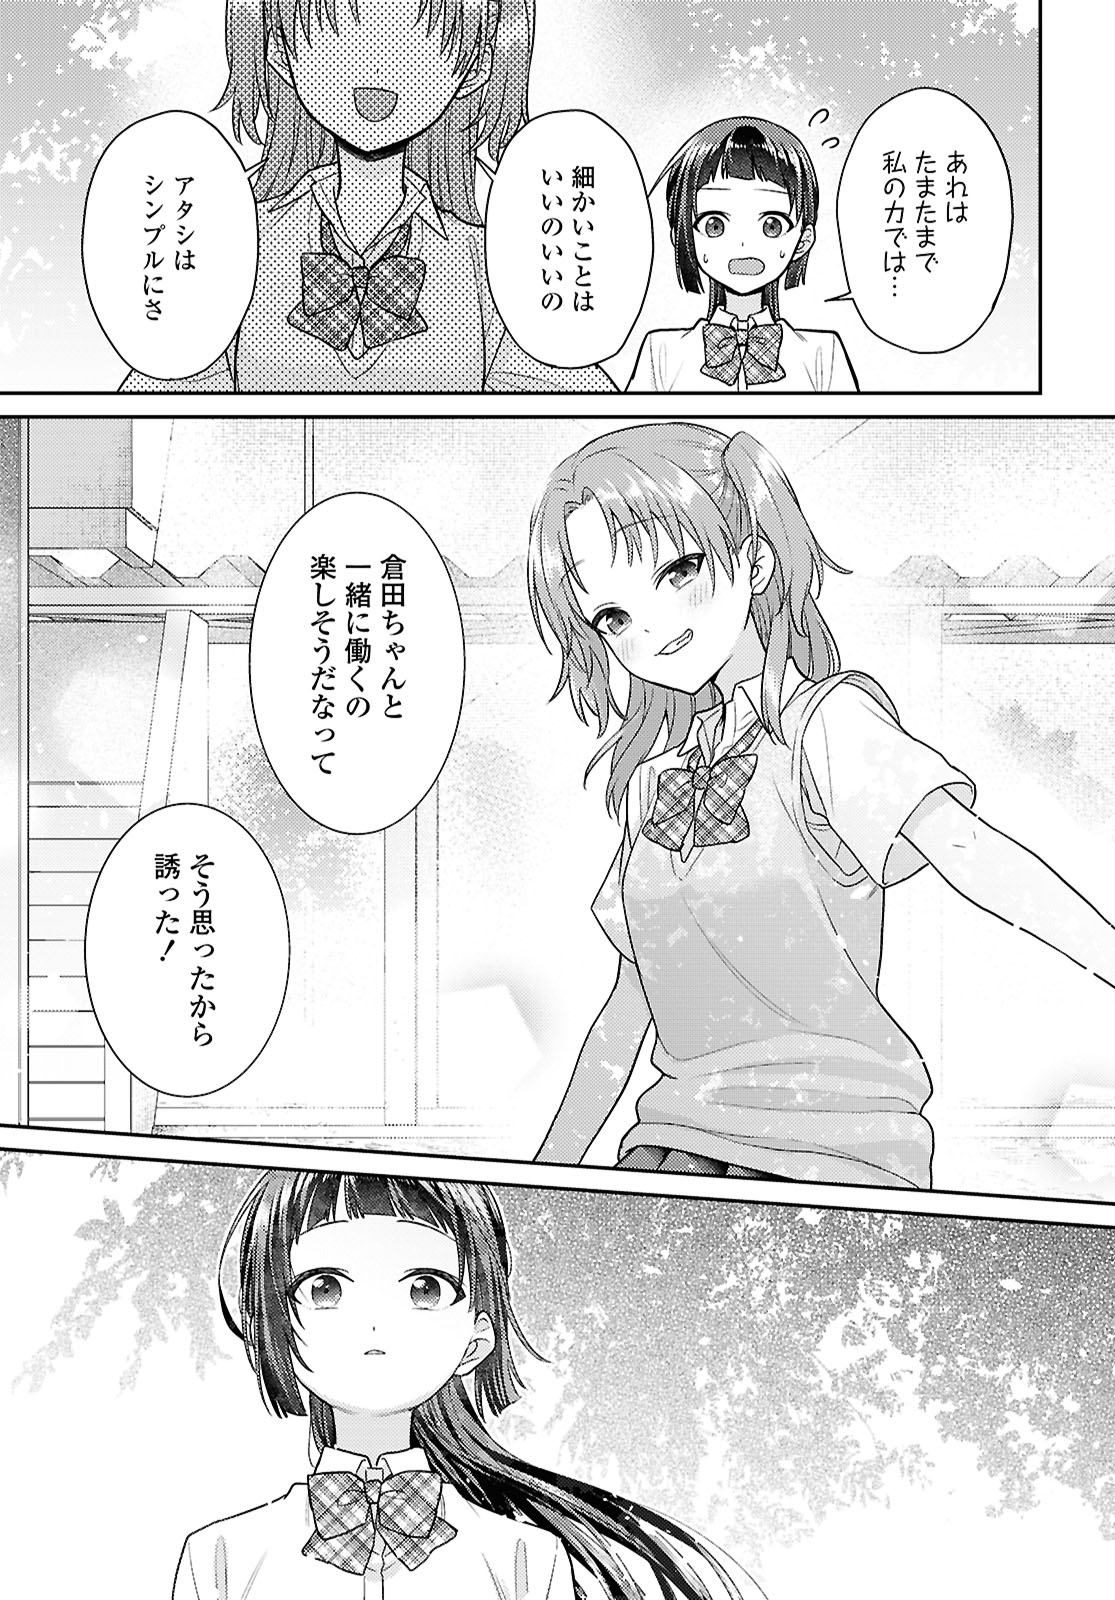 あれは
たまたまで
私の力では…
細かいことは
いいのいいの
アタシは
シンプルにさ
倉田ちゃんと
一緒に働くの
楽しそうだなって
そう思ったから
誘った！